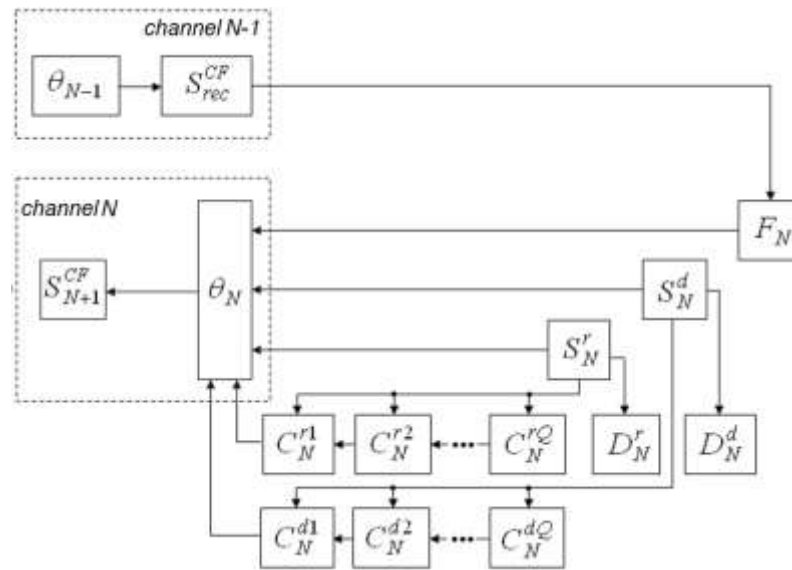 channel N-1
θ_{N-1} S_{rec}^{CF}
channel N
F_N
S_{N+1}^{CF} θ_N S_N^d
S_N^r
C_N^{r1} C_N^{r2} ••• C_N^{rQ} D_N^r D_N^d
C_N^{d1} C_N^{d2} ••• C_N^{dQ}